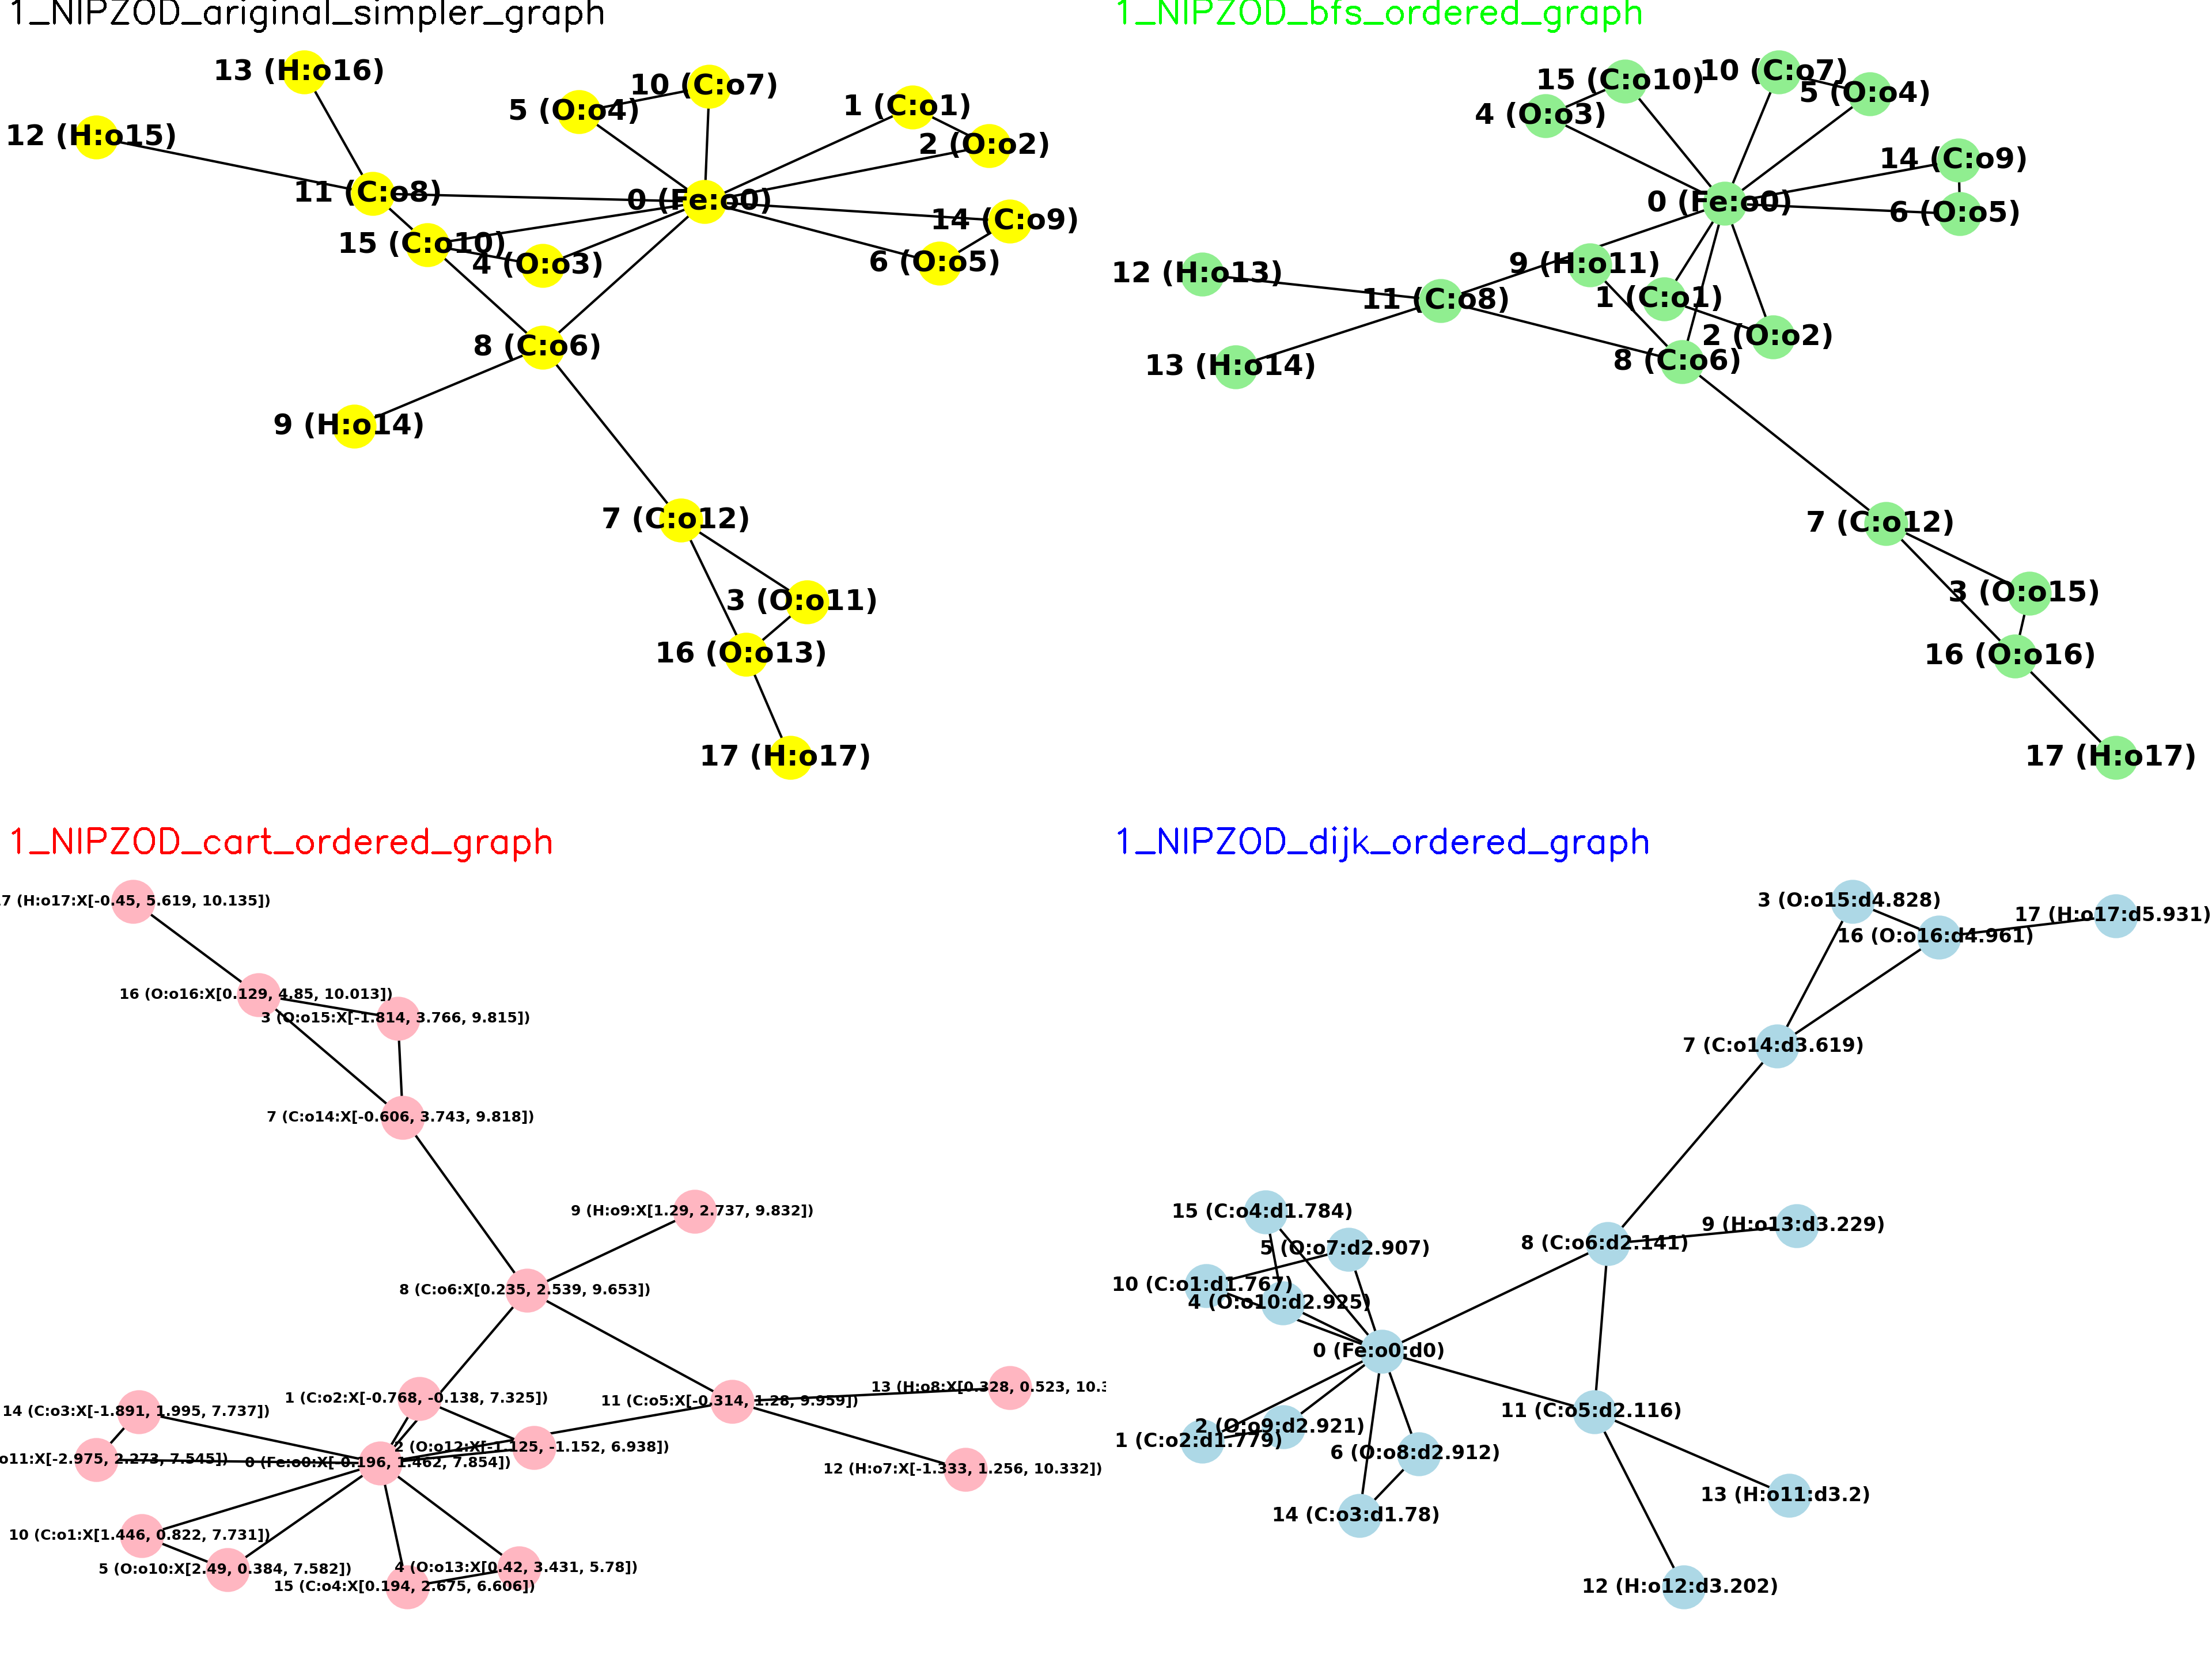 1_NIPZOD_ariginal_simpler_graph
13 (H:o16)
10 (C:o7)
5 (O:o4)
1 (C:o1)
12 (H:o15)
2 (O:o2)
11 (C:o8)
0 (Fe:o0)
14 (C:o9)
15 (C:o10)
4 (O:o3)
6 (O:o5)
8 (C:o6)
9 (H:o14)
7 (C:o12)
3 (O:o11)
16 (O:o13)
17 (H:o17)
1_NIPZOD_bfs_ordered_graph
15 (C:o10)
10 (C:o7)
5 (O:o4)
4 (O:o3)
14 (C:o9)
0 (Fe:o0)
6 (O:o5)
9 (H:o11)
12 (H:o13)
11 (C:o8)
1 (C:o1)
2 (O:o2)
8 (C:o6)
13 (H:o14)
7 (C:o12)
3 (O:o15)
16 (O:o16)
17 (H:o17)
1_NIPZOD_cart_ordered_graph
7 (H:o17:X[-0.45, 5.619, 10.135])
16 (O:o16:X[0.129, 4.85, 10.013])
3 (O:o15:X[-1.814, 3.766, 9.815])
7 (C:o14:X[-0.606, 3.743, 9.818])
9 (H:o9:X[1.29, 2.737, 9.832])
8 (C:o6:X[0.235, 2.539, 9.653])
13 (H:o8:X[0.328, 0.523, 10.3
1 (C:o2:X[-0.768, -0.138, 7.325])
11 (C:o5:X[-0.314, 1.28, 9.959])
14 (C:o3:X[-1.891, 1.995, 7.737])
2 (O:o12:X[-1.125, -1.152, 6.938])
o11:X[-2.975, 2.273, 7.545])
0 (Fe:o0:X[-0.196, 1.462, 7.854])
12 (H:o7:X[-1.333, 1.256, 10.332])
10 (C:o1:X[1.446, 0.822, 7.731])
5 (O:o10:X[2.49, 0.384, 7.582])
4 (O:o13:X[0.42, 3.431, 5.78])
15 (C:o4:X[0.194, 2.675, 6.606])
1_NIPZOD_dijk_ordered_graph
3 (O:o15:d4.828)
17 (H:o17:d5.931)
16 (O:o16:d4.961)
7 (C:o14:d3.619)
15 (C:o4:d1.784)
9 (H:o13:d3.229)
5 (O:o7:d2.907)
8 (C:o6:d2.141)
10 (C:o1:d1.767)
4 (O:o10:d2.925)
0 (Fe:o0:d0)
11 (C:o5:d2.116)
2 (O:o9:d2.921)
1 (C:o2:d1.779)
6 (O:o8:d2.912)
13 (H:o11:d3.2)
14 (C:o3:d1.78)
12 (H:o12:d3.202)